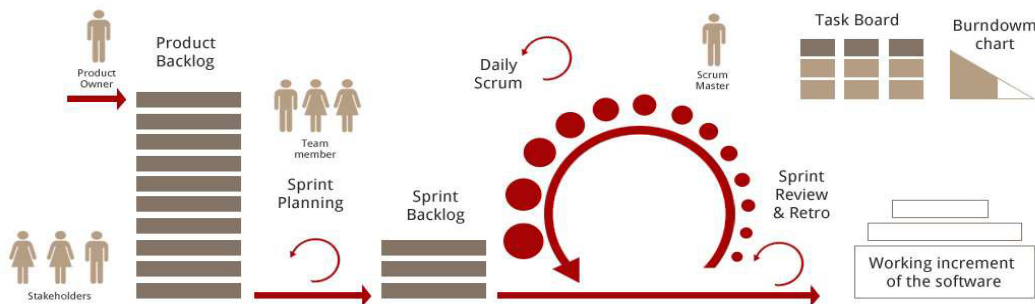 Product
Owner
Product
Backlog
Stakeholders
Team
member
Sprint
Planning
Sprint
Backlog
Daily
Scrum
Scrum
Master
Sprint
Review
& Retro
Task Board
Burndowm
chart
Working increment
of the software